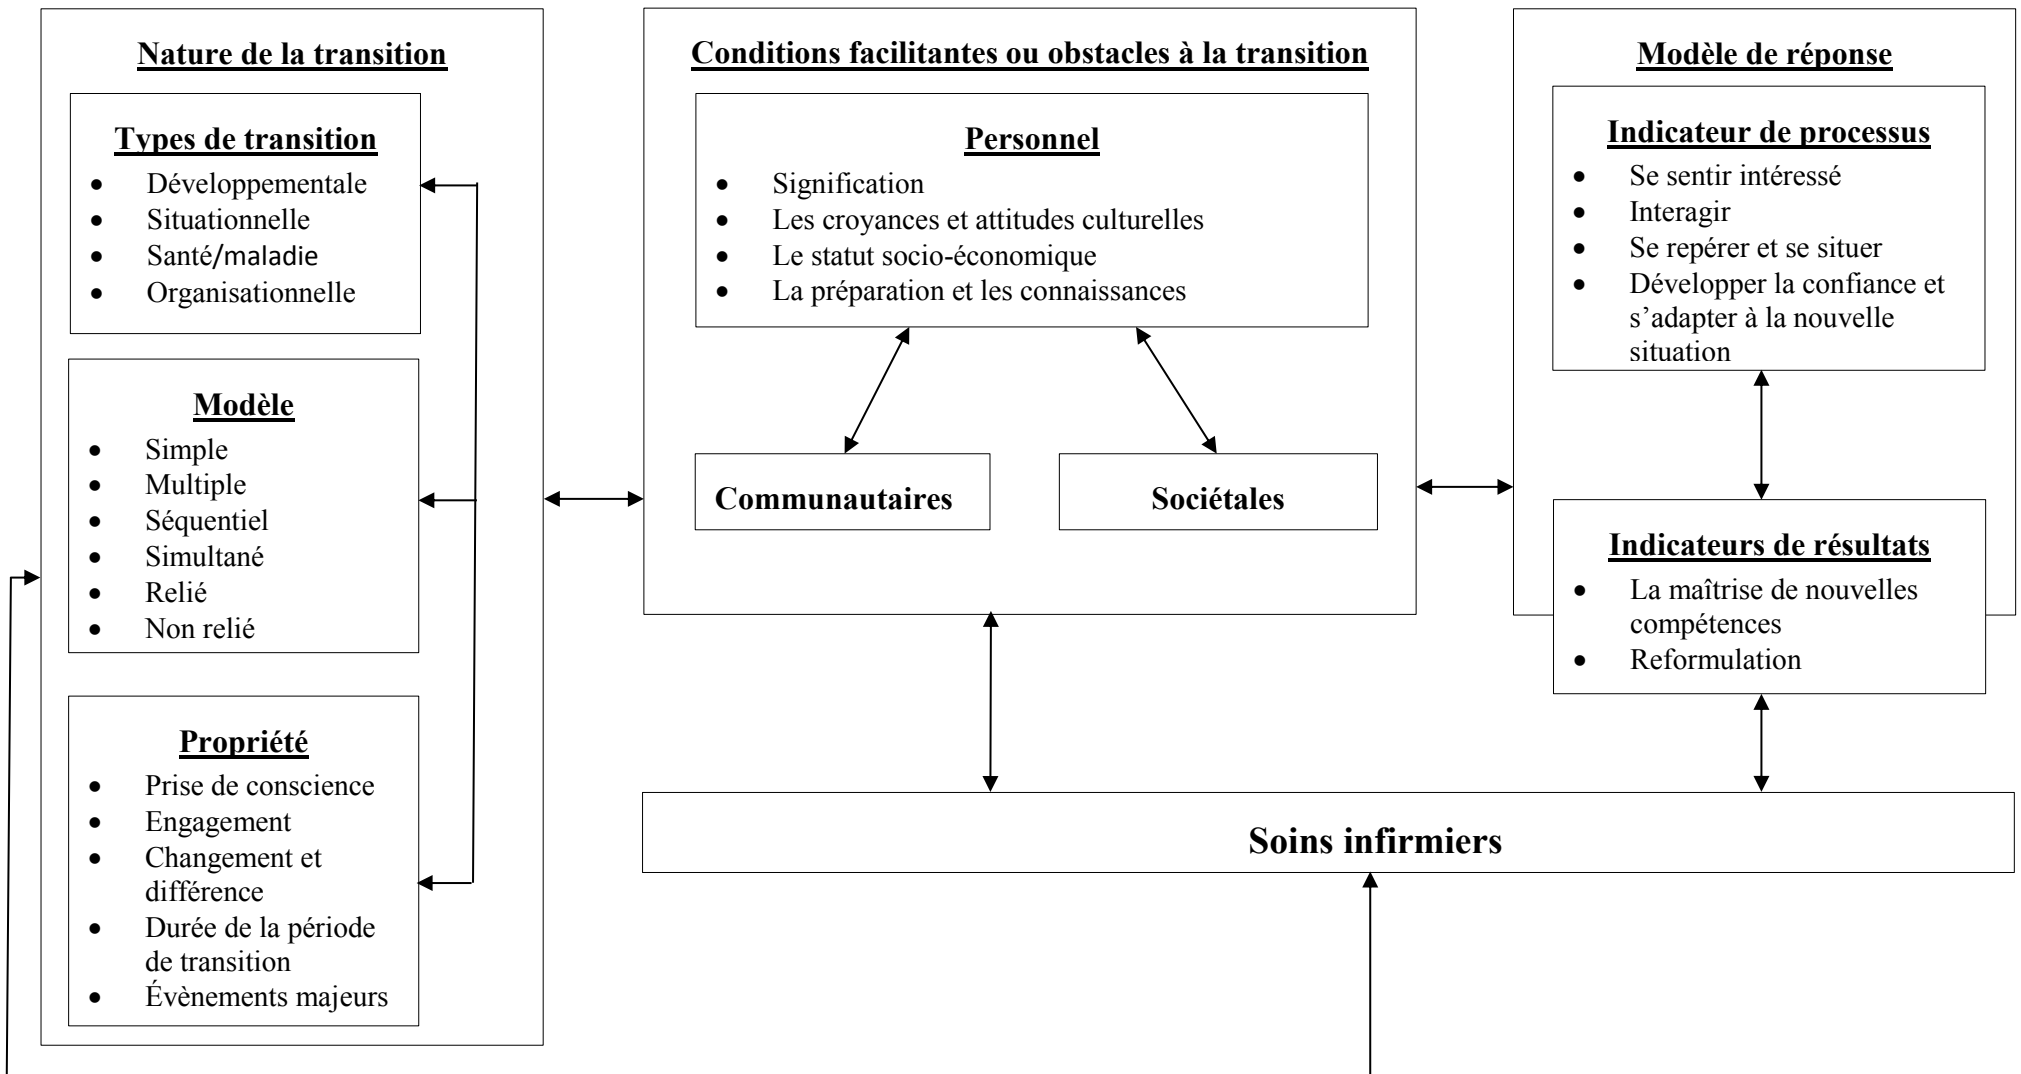 Nature de la transition
Types de transition
• Développementale
• Situationnelle
• Santé/maladie
• Organisationnelle
Modèle
• Simple
• Multiple
• Séquentiel
• Simultané
• Relié
• Non relié
Propriété
• Prise de conscience
• Engagement
• Changement et
différence
• Durée de la période
de transition
• Évènements majeurs
Conditions facilitantes ou obstacles à la transition
Personnel
• Signification
• Les croyances et attitudes culturelles
• Le statut socio-économique
• La préparation et les connaissances
Communautaires
Sociétales
Modèle de réponse
Indicateur de processus
• Se sentir intéressé
• Interagir
• Se repérer et se situer
• Développer la confiance et
s’adapter à la nouvelle
situation
Indicateurs de résultats
• La maîtrise de nouvelles
compétences
• Reformulation
Soins infirmiers